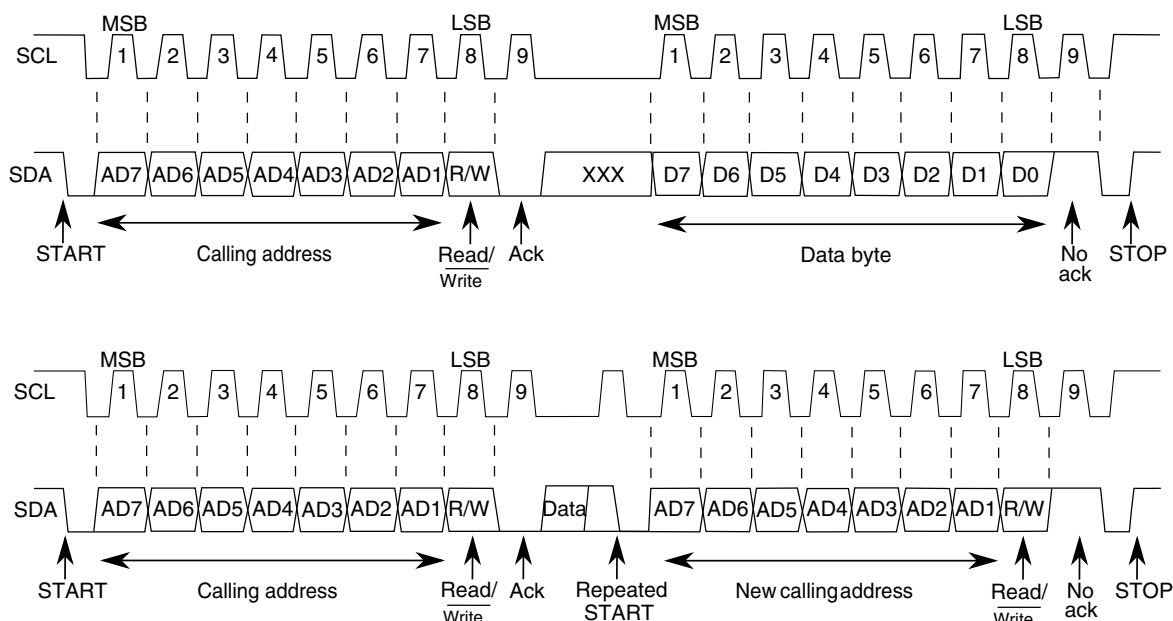 MSB LSB MSB LSB
SCL 1 2 3 4 5 6 7 8 9 1 2 3 4 5 6 7 8 9
SDA AD7 AD6 AD5 AD4 AD3 AD2 AD1 R/W XXX D7 D6 D5 D4 D3 D2 D1 D0
START Calling address Read/ Ack Data byte No STOP
Write ack
MSB LSB MSB LSB
SCL 1 2 3 4 5 6 7 8 9 1 2 3 4 5 6 7 8 9
SDA AD7 AD6 AD5 AD4 AD3 AD2 AD1 R/W Data AD7 AD6 AD5 AD4 AD3 AD2 AD1 R/W
START Calling address Read/ Ack Repeated New calling address Read/ No STOP
Write START Write ack